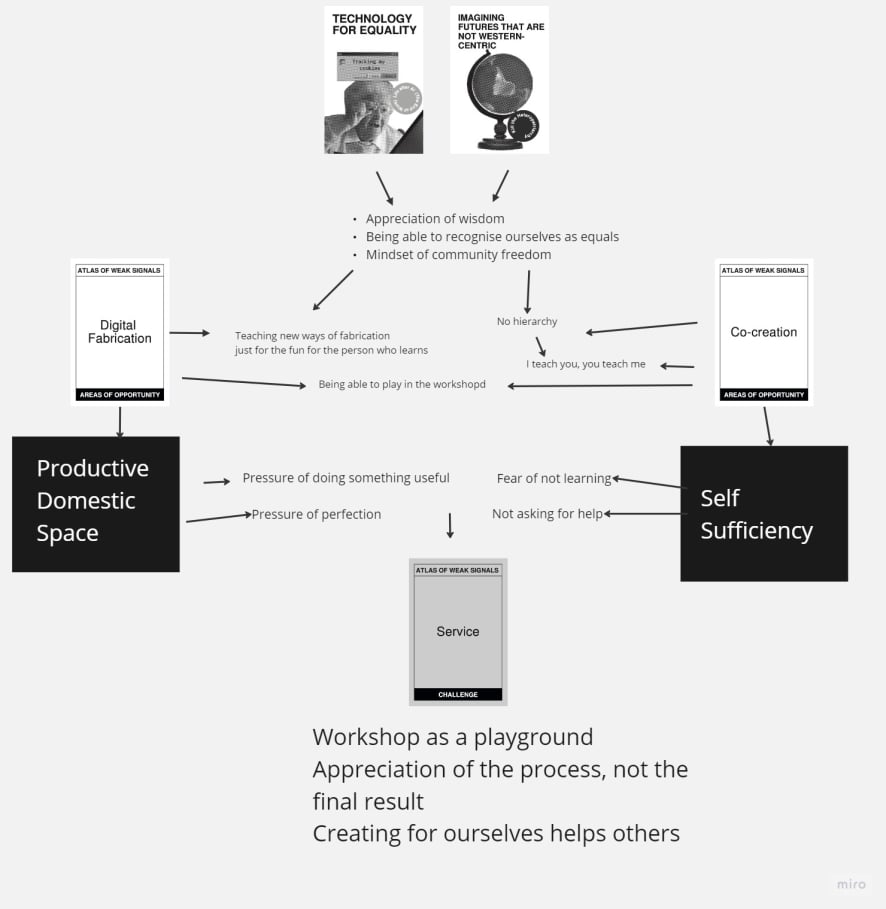 TECHNOLOGY
FOR EQUALITY
Tracking my
cookies
IMAGINING
FUTURES THAT ARE
NOT WESTERN-
CENTRIC
Kill the Heteropatriarchy
• Appreciation of wisdom
• Being able to recognise ourselves as equals
• Mindset of community freedom
ATLAS OF WEAK SIGNALS
Digital
Fabrication
AREAS OF OPPORTUNITY
Teaching new ways of fabrication
just for the fun for the person who learns
No hierarchy
I teach you, you teach me
Being able to play in the workshopd
ATLAS OF WEAK SIGNALS
Co-creation
AREAS OF OPPORTUNITY
Productive
Domestic
Space
Pressure of doing something useful
Pressure of perfection
Fear of not learning
Not asking for help
Self
Sufficiency
ATLAS OF WEAK SIGNALS
Service
CHALLENGE
Workshop as a playground
Appreciation of the process, not the
final result
Creating for ourselves helps others
miro